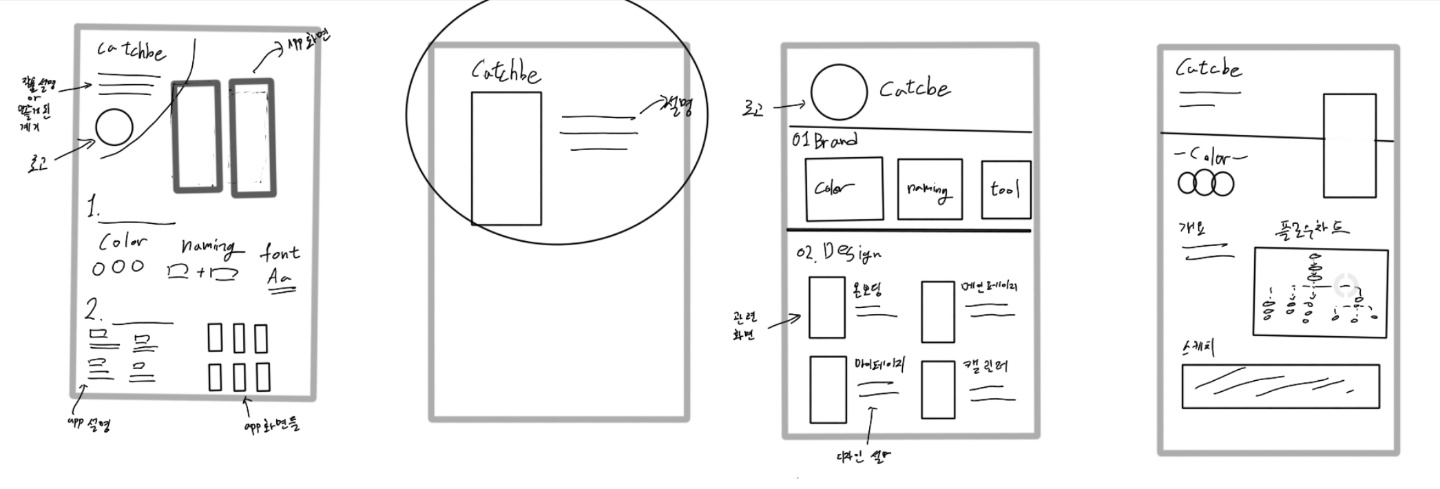 Catchbe
app 화면
작품 설명
이
만들게 된
계기
로고
1.
Color
naming
font
+
Aa
2.
app 설명
app 화면들
Catchbe
설명
로고
Catcbe
01 Brand
Color
naming
tool
02. Design
온보딩
메인페이지
관련
화면
마이페이지
캘린더
디자인 설명
Catcbe
-Color-
개요
플로우차트
스케치